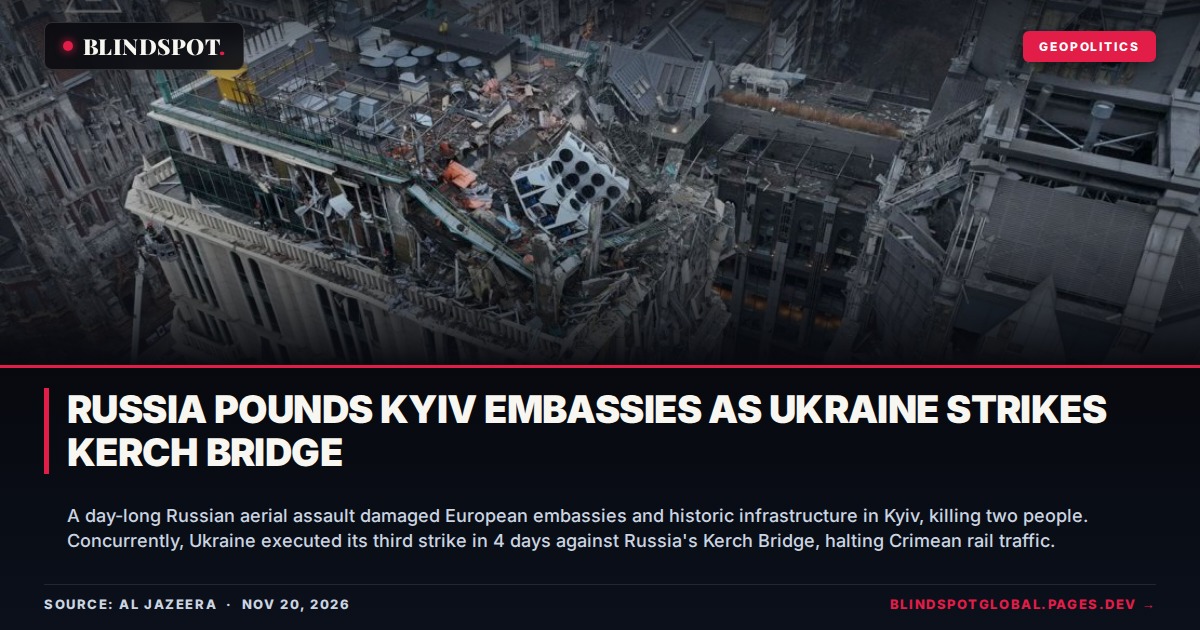 BLINDSPOT.
GEOPOLITICS
RUSSIA POUNDS KYIV EMBASSIES AS UKRAINE STRIKES
KERCH BRIDGE
A day-long Russian aerial assault damaged European embassies and historic infrastructure in Kyiv, killing two people.
Concurrently, Ukraine executed its third strike in 4 days against Russia's Kerch Bridge, halting Crimean rail traffic.
SOURCE: AL JAZEERA · NOV 20, 2026
BLINDSPOTGLOBAL.PAGES.DEV →